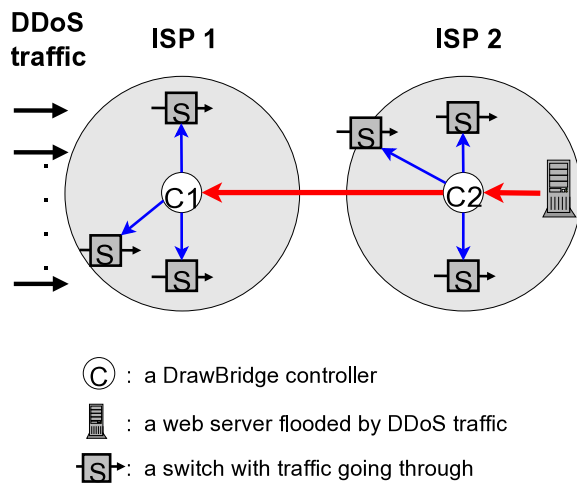 DDoS
traffic
ISP 1
ISP 2
S
S
S
S
C1
C2
S
S
C : a DrawBridge controller
: a web server flooded by DDoS traffic
S : a switch with traffic going through